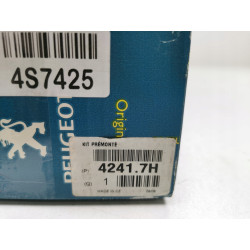 4S7425
PEUGEOT
Origin
KIT PREMONTE
(P) 4241.7H
(S) 1